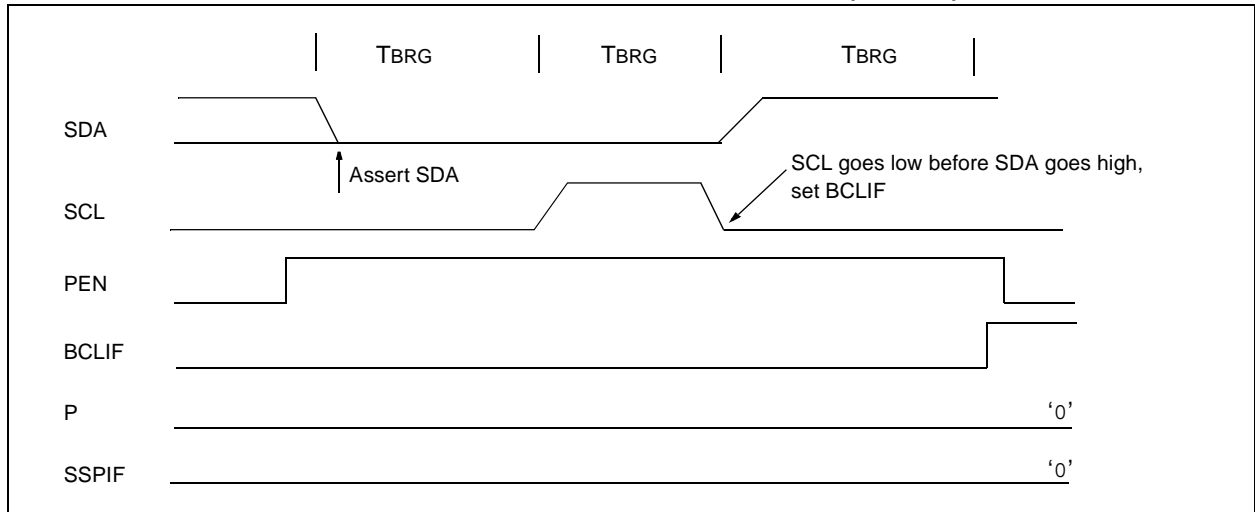 TBRG TBRG TBRG
SDA
Assert SDA
SCL goes low before SDA goes high,
set BCLIF
SCL
PEN
BCLIF
P
‘0’
SSPIF
‘0’